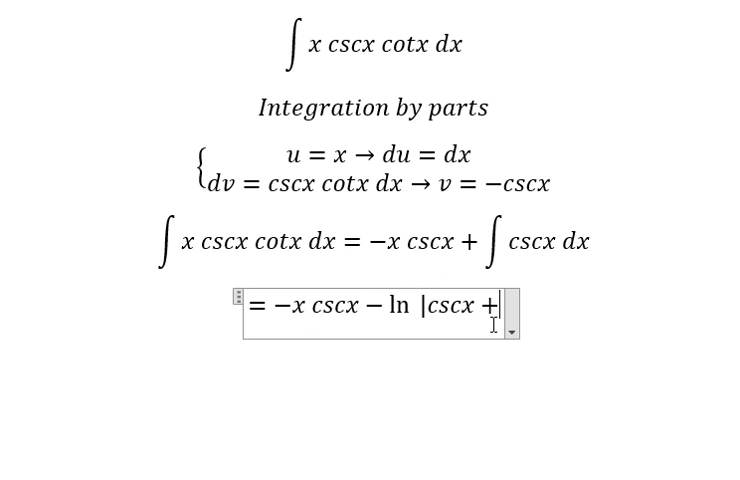 ∫ x cscx cotx dx
Integration by parts
{ u = x → du = dx
dv = cscx cotx dx → v = −cscx
∫ x cscx cotx dx = −x cscx + ∫ cscx dx
= −x cscx − ln |cscx +